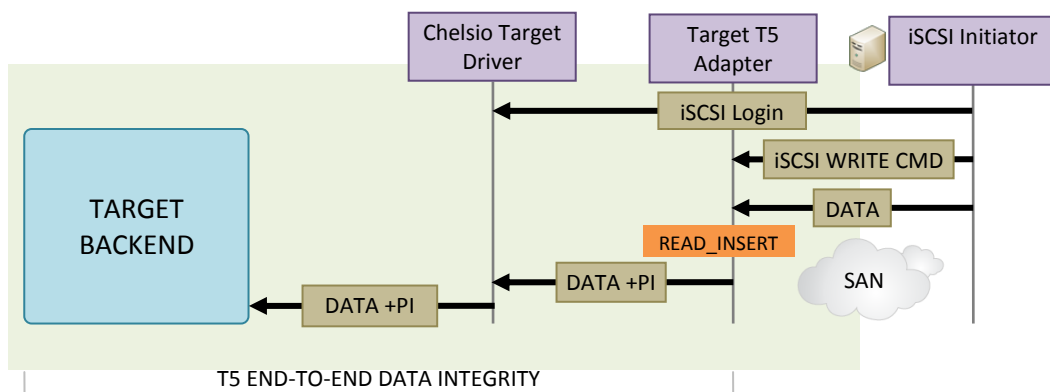 Chelsio Target
Driver
Target T5
Adapter
iSCSI Initiator
iSCSI Login
iSCSI WRITE CMD
DATA
TARGET
BACKEND
READ_INSERT
SAN
DATA +PI
DATA +PI
T5 END-TO-END DATA INTEGRITY